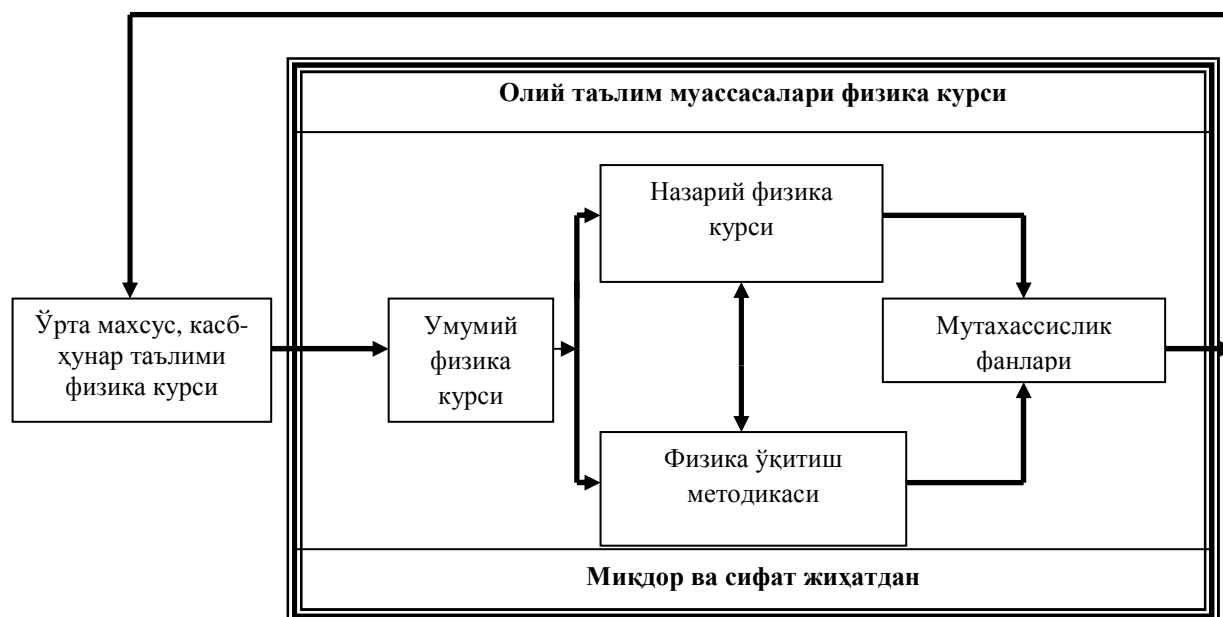 Олий таълим муассасалари физика курси
Назарий физика
курси
Ўрта махсус, касб-
ҳунар таълими
физика курси
Умумий
физика
курси
Мутахассислик
фанлари
Физика ўқитиш
методикаси
Миқдор ва сифат жиҳатдан